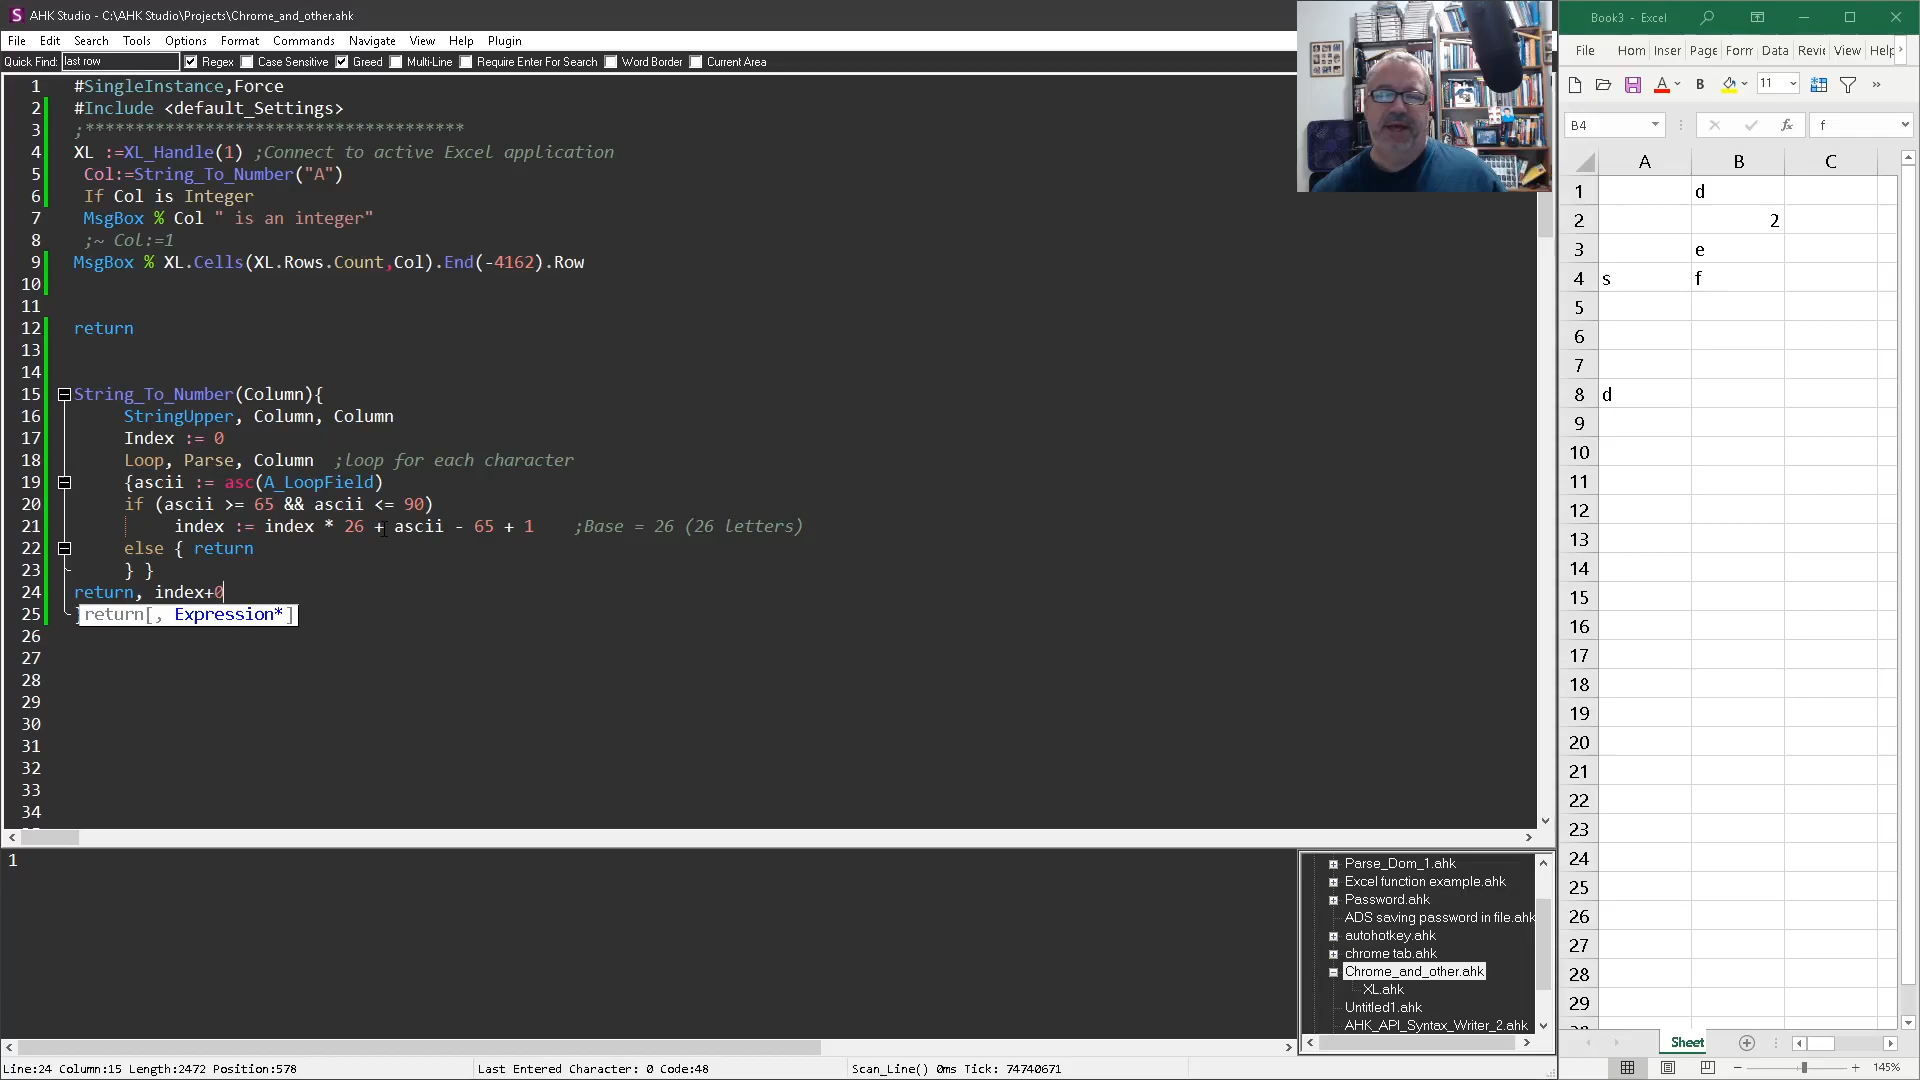 AHK Studio - C:\AHK Studio\Projects\Chrome_and_other.ahk
File Edit Search Tools Options Format Commands Navigate View Help Plugin
Quick Find: last row Regex Case Sensitive Greed Multi-Line Require Enter For Search Word Border Current Area
1 #SingleInstance,Force
2 #Include <default_Settings>
3 ;**************************************
4 XL :=XL_Handle(1) ;Connect to active Excel application
5 Col:=String_To_Number("A")
6 If Col is Integer
7 MsgBox % Col " is an integer"
8 ;~ Col:=1
9 MsgBox % XL.Cells(XL.Rows.Count,Col).End(-4162).Row
10
11
12 return
13
14
15 String_To_Number(Column){
16 StringUpper, Column, Column
17 Index := 0
18 Loop, Parse, Column ;loop for each character
19 {ascii := asc(A_LoopField)
20 if (ascii >= 65 && ascii <= 90)
21 index := index * 26 + ascii - 65 + 1 ;Base = 26 (26 letters)
22 else { return
23 } }
24 return, index+0
25 return[, Expression*]
26
27
28
29
30
31
32
33
34
1
Parse_Dom_1.ahk
Excel function example.ahk
Password.ahk
ADS saving password in file.ahk
autohotkey.ahk
chrome tab.ahk
Chrome_and_other.ahk
XL.ahk
Untitled1.ahk
AHK_API_Syntax_Writer_2.ahk
Line:24 Column:15 Length:2472 Position:578 Last Entered Character: 0 Code:48 Scan_Line() 0ms Tick: 74740671
Book3 - Excel
File Hom Inser Page Form Data Revi View Help
A B 11
B4 fx f
A B C
1 d
2 2
3 e
4 s f
5
6
7
8 d
9
10
11
12
13
14
15
16
17
18
19
20
21
22
23
24
25
26
27
28
29
Sheet
145%